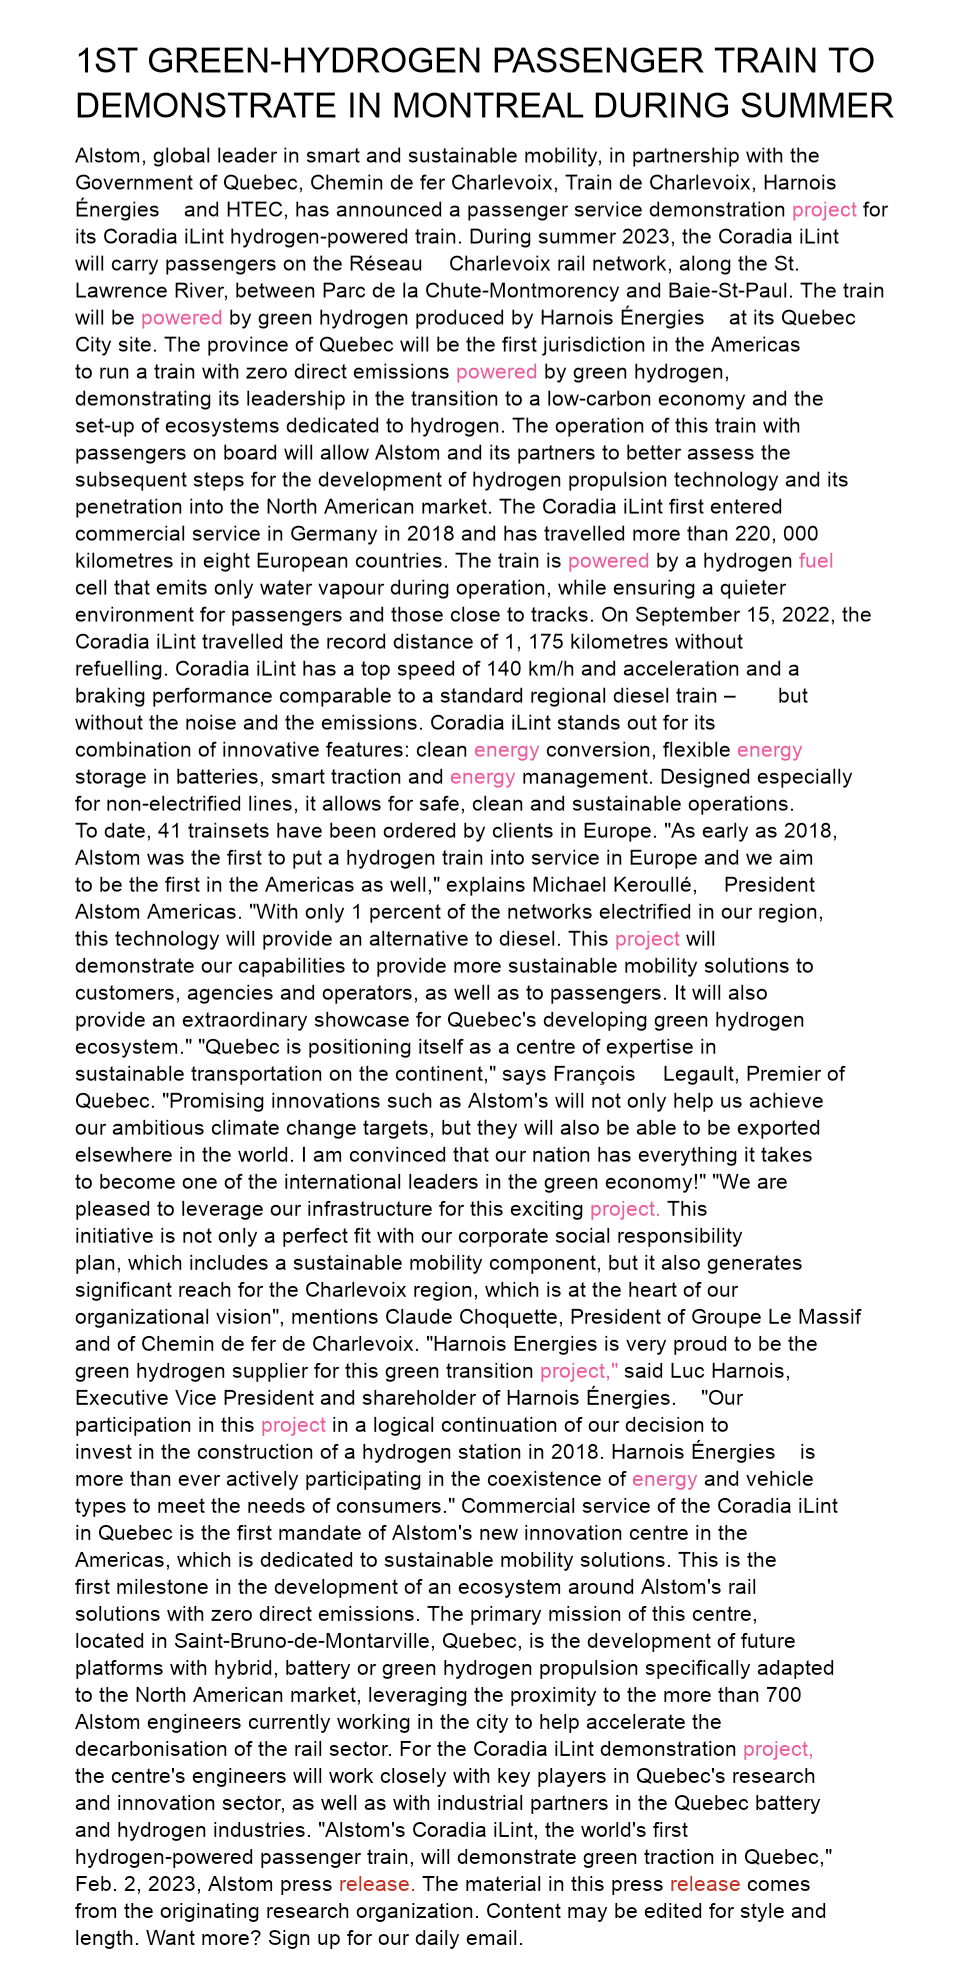 1ST GREEN-HYDROGEN PASSENGER TRAIN TO
DEMONSTRATE IN MONTREAL DURING SUMMER
Alstom, global leader in smart and sustainable mobility, in partnership with the
Government of Quebec, Chemin de fer Charlevoix, Train de Charlevoix, Harnois
Énergies and HTEC, has announced a passenger service demonstration project for
its Coradia iLint hydrogen-powered train. During summer 2023, the Coradia iLint
will carry passengers on the Réseau Charlevoix rail network, along the St.
Lawrence River, between Parc de la Chute-Montmorency and Baie-St-Paul. The train
will be powered by green hydrogen produced by Harnois Énergies at its Quebec
City site. The province of Quebec will be the first jurisdiction in the Americas
to run a train with zero direct emissions powered by green hydrogen,
demonstrating its leadership in the transition to a low-carbon economy and the
set-up of ecosystems dedicated to hydrogen. The operation of this train with
passengers on board will allow Alstom and its partners to better assess the
subsequent steps for the development of hydrogen propulsion technology and its
penetration into the North American market. The Coradia iLint first entered
commercial service in Germany in 2018 and has travelled more than 220, 000
kilometres in eight European countries. The train is powered by a hydrogen fuel
cell that emits only water vapour during operation, while ensuring a quieter
environment for passengers and those close to tracks. On September 15, 2022, the
Coradia iLint travelled the record distance of 1, 175 kilometres without
refuelling. Coradia iLint has a top speed of 140 km/h and acceleration and a
braking performance comparable to a standard regional diesel train – but
without the noise and the emissions. Coradia iLint stands out for its
combination of innovative features: clean energy conversion, flexible energy
storage in batteries, smart traction and energy management. Designed especially
for non-electrified lines, it allows for safe, clean and sustainable operations.
To date, 41 trainsets have been ordered by clients in Europe. "As early as 2018,
Alstom was the first to put a hydrogen train into service in Europe and we aim
to be the first in the Americas as well," explains Michael Keroullé, President
Alstom Americas. "With only 1 percent of the networks electrified in our region,
this technology will provide an alternative to diesel. This project will
demonstrate our capabilities to provide more sustainable mobility solutions to
customers, agencies and operators, as well as to passengers. It will also
provide an extraordinary showcase for Quebec's developing green hydrogen
ecosystem." "Quebec is positioning itself as a centre of expertise in
sustainable transportation on the continent," says François Legault, Premier of
Quebec. "Promising innovations such as Alstom's will not only help us achieve
our ambitious climate change targets, but they will also be able to be exported
elsewhere in the world. I am convinced that our nation has everything it takes
to become one of the international leaders in the green economy!" "We are
pleased to leverage our infrastructure for this exciting project. This
initiative is not only a perfect fit with our corporate social responsibility
plan, which includes a sustainable mobility component, but it also generates
significant reach for the Charlevoix region, which is at the heart of our
organizational vision", mentions Claude Choquette, President of Groupe Le Massif
and of Chemin de fer de Charlevoix. "Harnois Energies is very proud to be the
green hydrogen supplier for this green transition project," said Luc Harnois,
Executive Vice President and shareholder of Harnois Énergies. "Our
participation in this project in a logical continuation of our decision to
invest in the construction of a hydrogen station in 2018. Harnois Énergies is
more than ever actively participating in the coexistence of energy and vehicle
types to meet the needs of consumers." Commercial service of the Coradia iLint
in Quebec is the first mandate of Alstom's new innovation centre in the
Americas, which is dedicated to sustainable mobility solutions. This is the
first milestone in the development of an ecosystem around Alstom's rail
solutions with zero direct emissions. The primary mission of this centre,
located in Saint-Bruno-de-Montarville, Quebec, is the development of future
platforms with hybrid, battery or green hydrogen propulsion specifically adapted
to the North American market, leveraging the proximity to the more than 700
Alstom engineers currently working in the city to help accelerate the
decarbonisation of the rail sector. For the Coradia iLint demonstration project,
the centre's engineers will work closely with key players in Quebec's research
and innovation sector, as well as with industrial partners in the Quebec battery
and hydrogen industries. "Alstom's Coradia iLint, the world's first
hydrogen-powered passenger train, will demonstrate green traction in Quebec,"
Feb. 2, 2023, Alstom press release. The material in this press release comes
from the originating research organization. Content may be edited for style and
length. Want more? Sign up for our daily email.